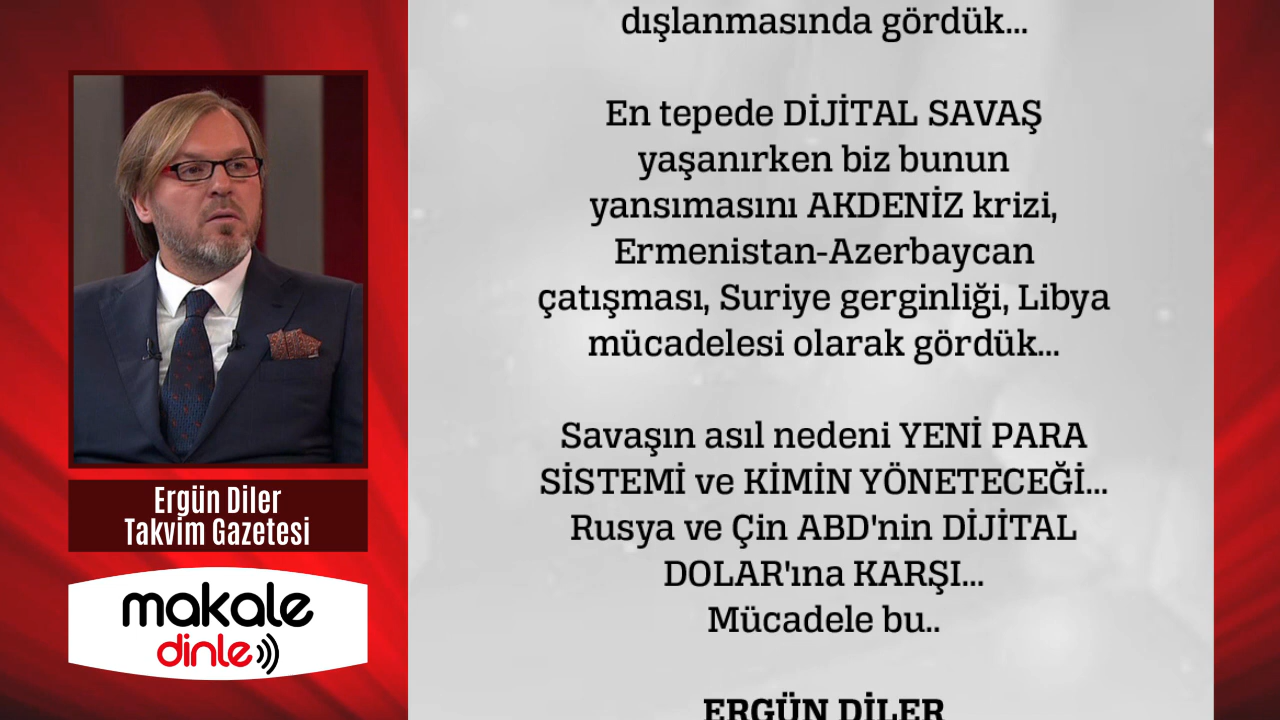 dışlanmasında gördük...
En tepede DİJİTAL SAVAŞ
yaşanırken biz bunun
yansımasını AKDENİZ krizi,
Ermenistan-Azerbaycan
çatışması, Suriye gerginliği, Libya
mücadelesi olarak gördük...
Savaşın asıl nedeni YENİ PARA
SİSTEMİ ve KİMİN YÖNETECEĞİ...
Rusya ve Çin ABD'nin DİJİTAL
DOLAR'ına KARŞI...
Mücadele bu..
ERGÜN DİLER
Ergün Diler
Takvim Gazetesi
makale
dinle